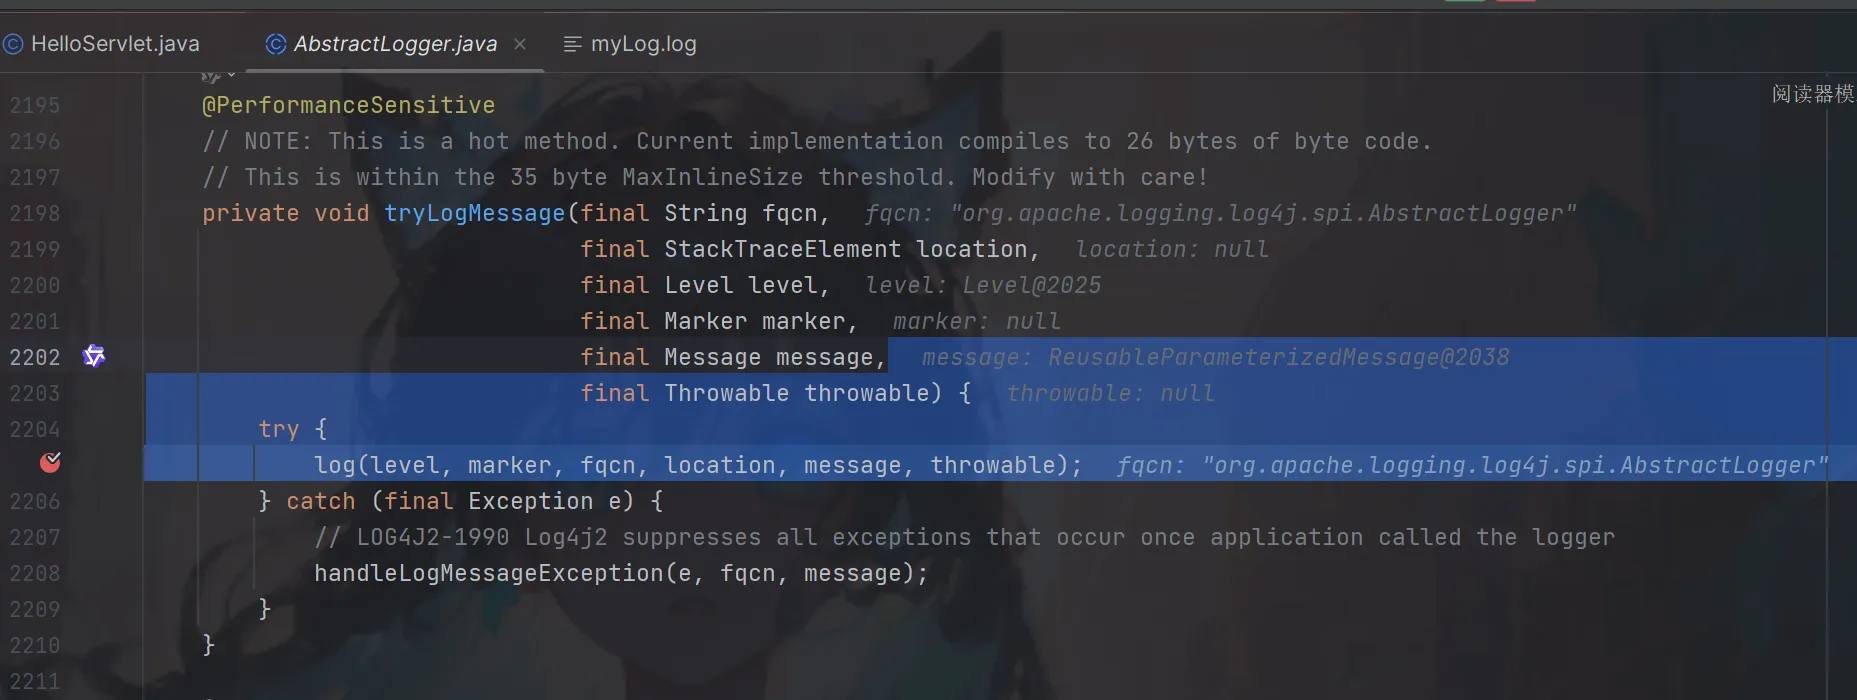 HelloServlet.java AbstractLogger.java × myLog.log
阅读器模
2195 @PerformanceSensitive
2196 // NOTE: This is a hot method. Current implementation compiles to 26 bytes of byte code.
2197 // This is within the 35 byte MaxInlineSize threshold. Modify with care!
2198 private void tryLogMessage(final String fqcn, fqcn: "org.apache.logging.log4j.spi.AbstractLogger"
2199 final StackTraceElement location, location: null
2200 final Level level, level: Level@2025
2201 final Marker marker, marker: null
2202 final Message message, message: ReusableParameterizedMessage@2038
2203 final Throwable throwable) { throwable: null
2204 try {
log(level, marker, fqcn, location, message, throwable); fqcn: "org.apache.logging.log4j.spi.AbstractLogger"
2206 } catch (final Exception e) {
2207 // LOG4J2-1990 Log4j2 suppresses all exceptions that occur once application called the logger
2208 handleLogMessageException(e, fqcn, message);
2209 }
2210 }
2211